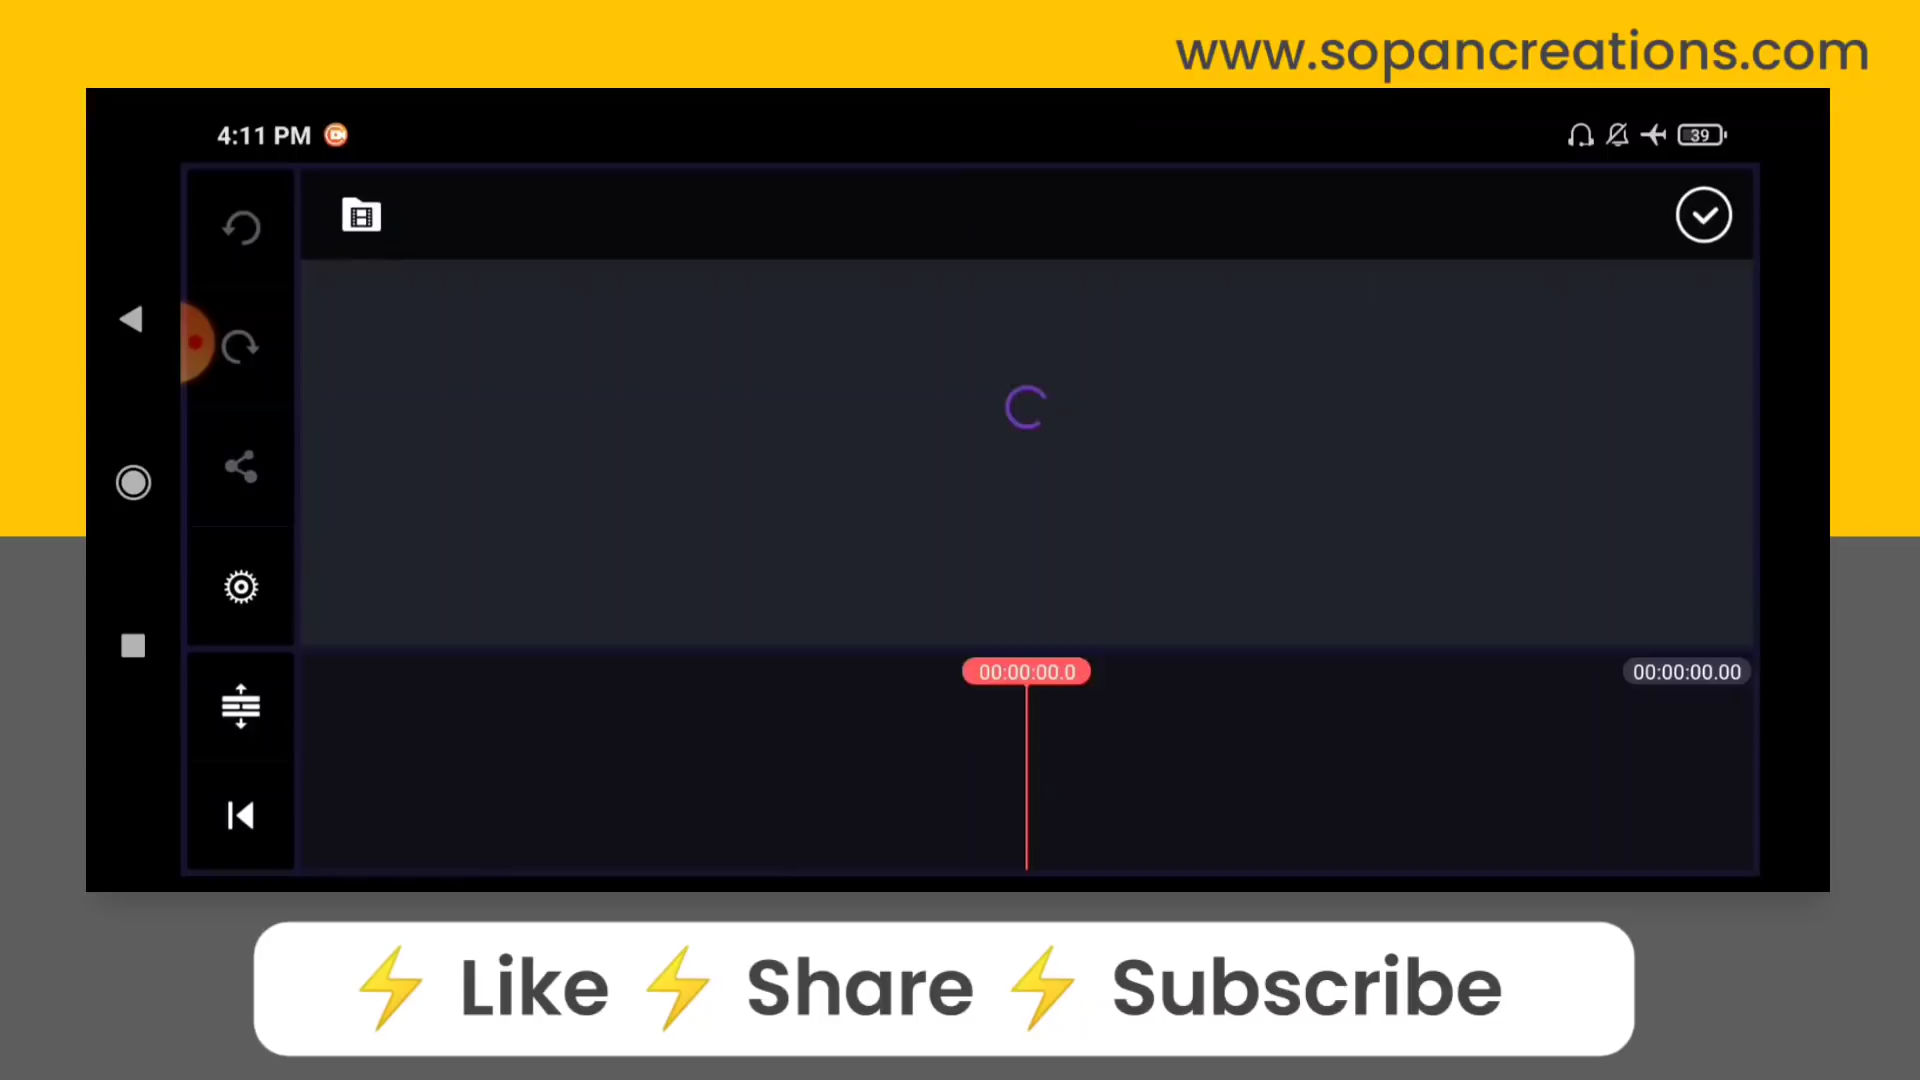 www.sopancreations.com
4:11 PM
39
00:00:00.0
00:00:00.00
⚡ Like ⚡ Share ⚡ Subscribe